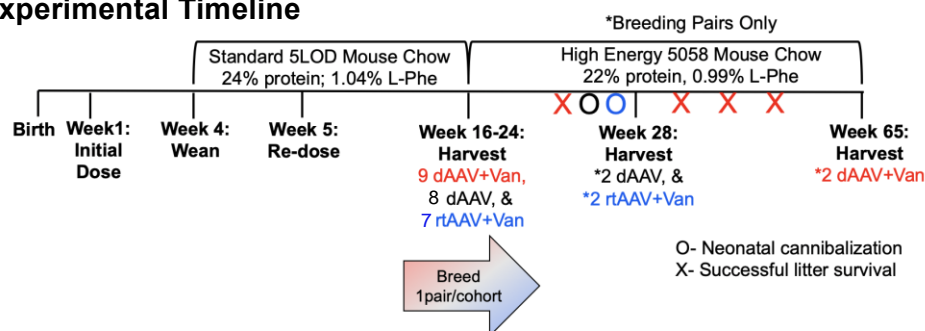 xperimental Timeline
*Breeding Pairs Only
Standard 5LOD Mouse Chow
24% protein; 1.04% L-Phe
High Energy 5058 Mouse Chow
22% protein, 0.99% L-Phe
X O O X X X
Birth
Week1:
Initial
Dose
Week 4:
Wean
Week 5:
Re-dose
Week 16-24:
Harvest
9 dAAV+Van,
8 dAAV, &
7 rtAAV+Van
Week 28:
Harvest
*2 dAAV, &
*2 rtAAV+Van
Week 65:
Harvest
*2 dAAV+Van
Breed
1pair/cohort
O- Neonatal cannibalization
X- Successful litter survival